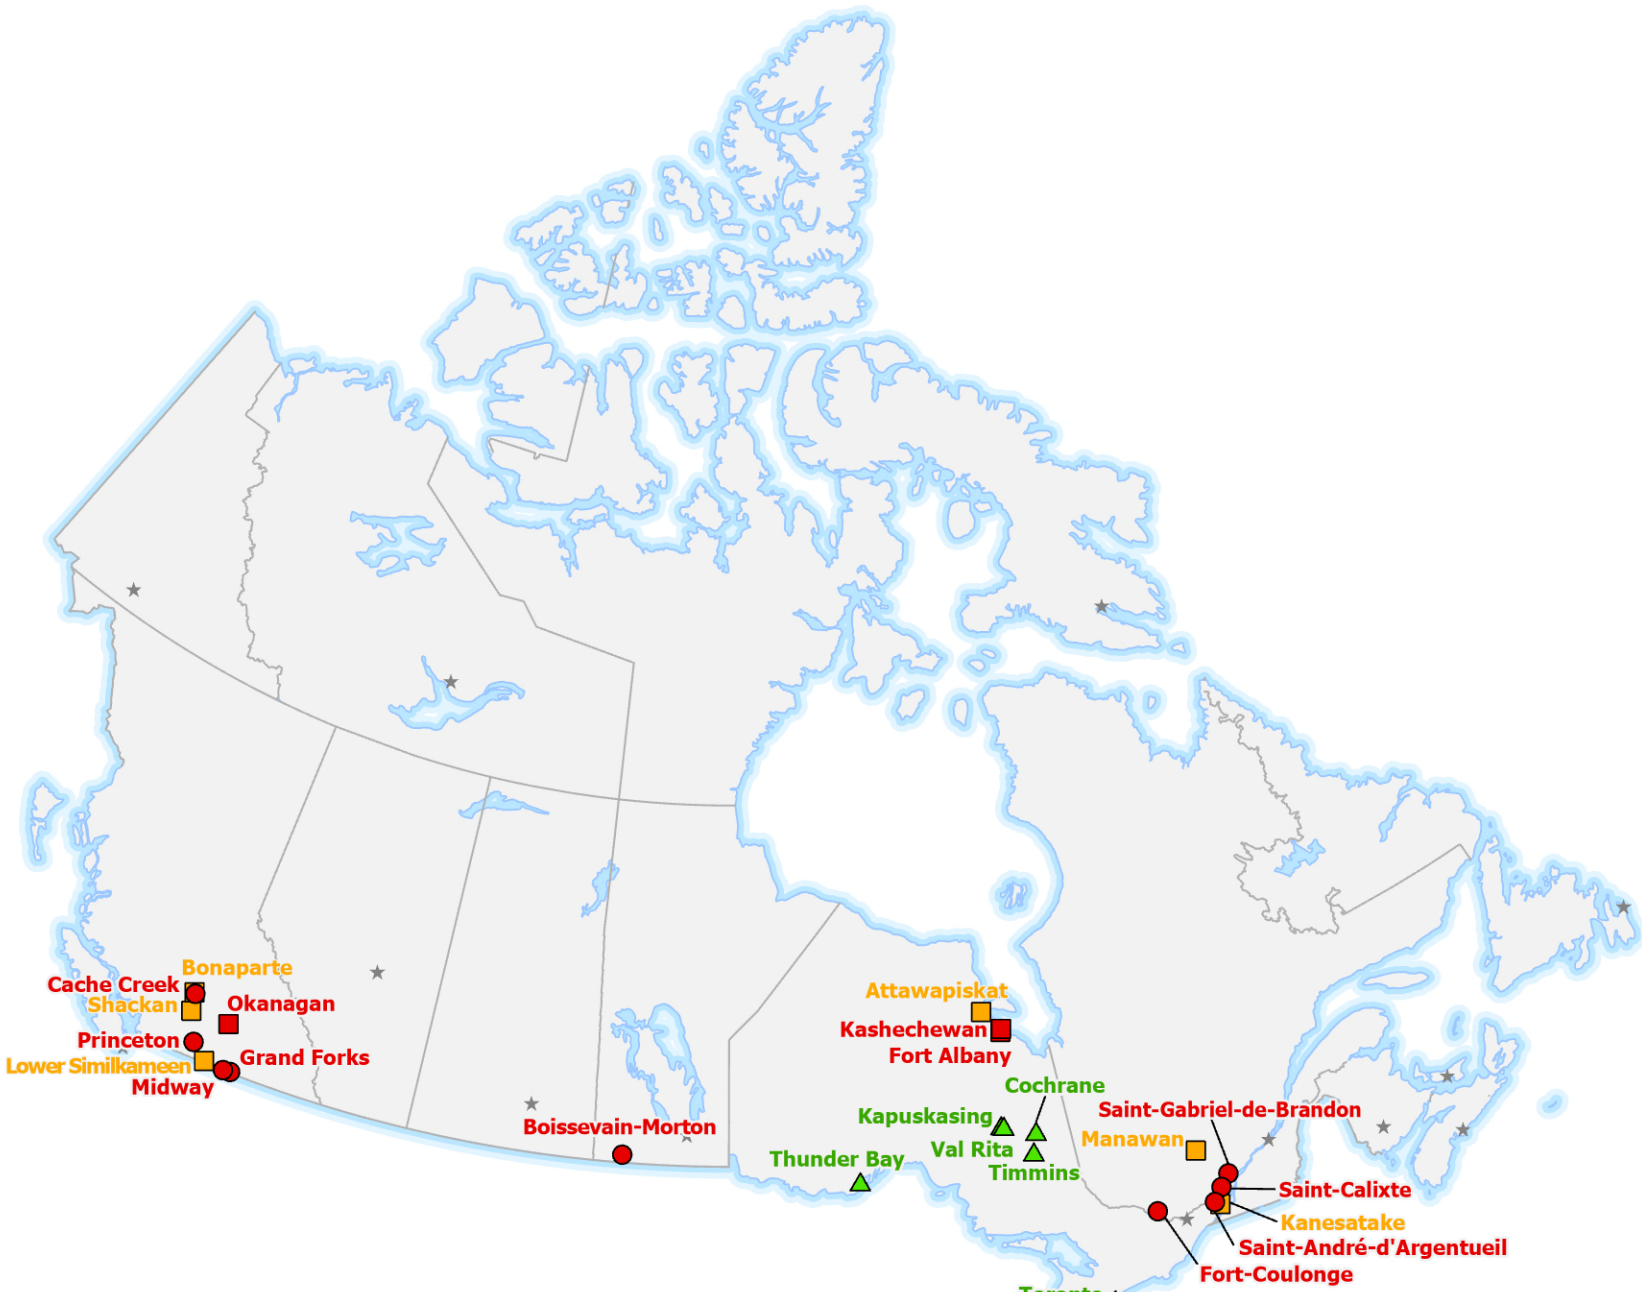 Bonaparte
Cache Creek
Shackan
Okanagan
Princeton
Grand Forks
Lower Similkameen
Midway
Boissevain-Morton
Attawapiskat
Kashechewan
Fort Albany
Cochrane
Kapuskasing
Val Rita
Timmins
Thunder Bay
Saint-Gabriel-de-Brandon
Manawan
Saint-Calixte
Kanesatake
Saint-André-d'Argentueil
Fort-Coulonge
Toronto